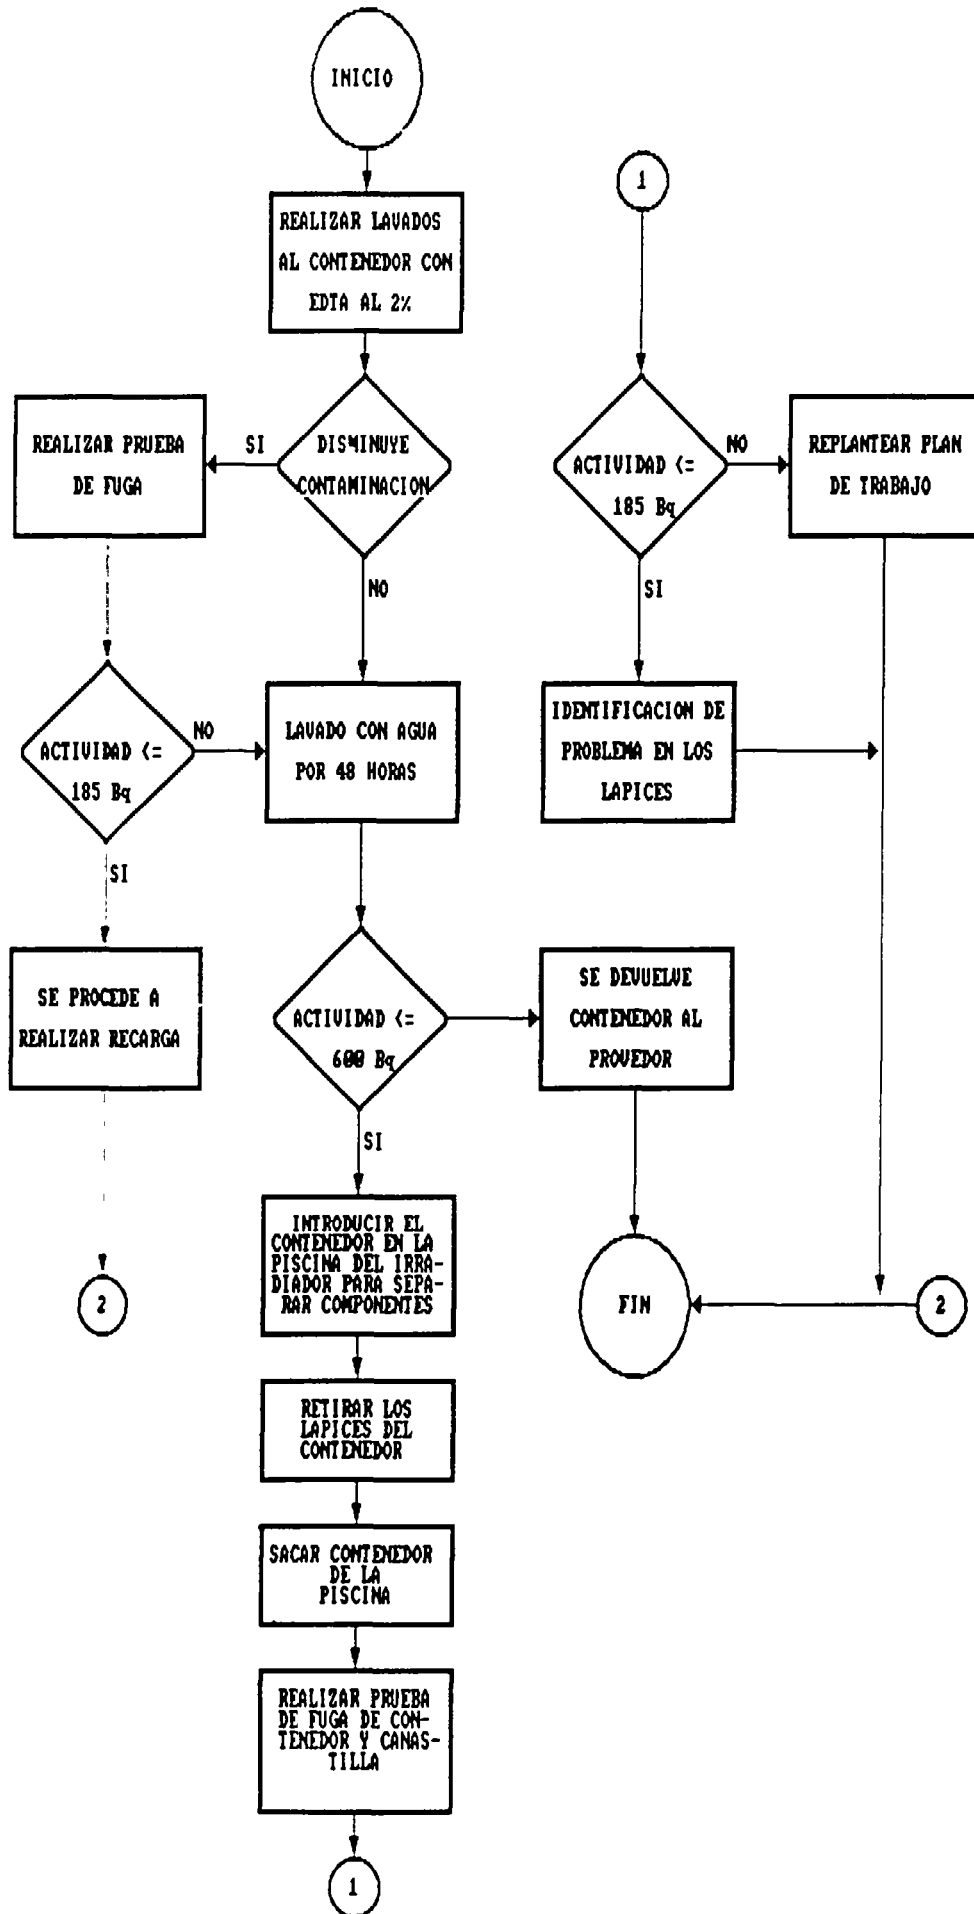 INICIO
REALIZAR LAVADOS
AL CONTENEDOR CON
EDTA AL 2%
DISMINUYE
CONTAMINACION
SI
REALIZAR PRUEBA
DE FUGA
NO
ACTIVIDAD <=
185 Bq
NO
SI
SE PROCEDE A
REALIZAR RECARGA
2
LAVADO CON AGUA
POR 48 HORAS
ACTIVIDAD <=
600 Bq
SE DEVUELVE
CONTENEDOR AL
PROVEDOR
SI
INTRODUCIR EL
CONTENEDOR EN LA
PISCINA DEL IRRA-
DIADOR PARA SEPA-
RAR COMPONENTES
RETIRAR LOS
LAPICES DEL
CONTENEDOR
SACAR CONTENEDOR
DE LA
PISCINA
REALIZAR PRUEBA
DE FUGA DE CON-
TENEDOR Y CANAS-
TILLA
1
1
ACTIVIDAD <=
185 Bq
NO
REPLANTEAR PLAN
DE TRABAJO
SI
IDENTIFICACION DE
PROBLEMA EN LOS
LAPICES
FIN
2